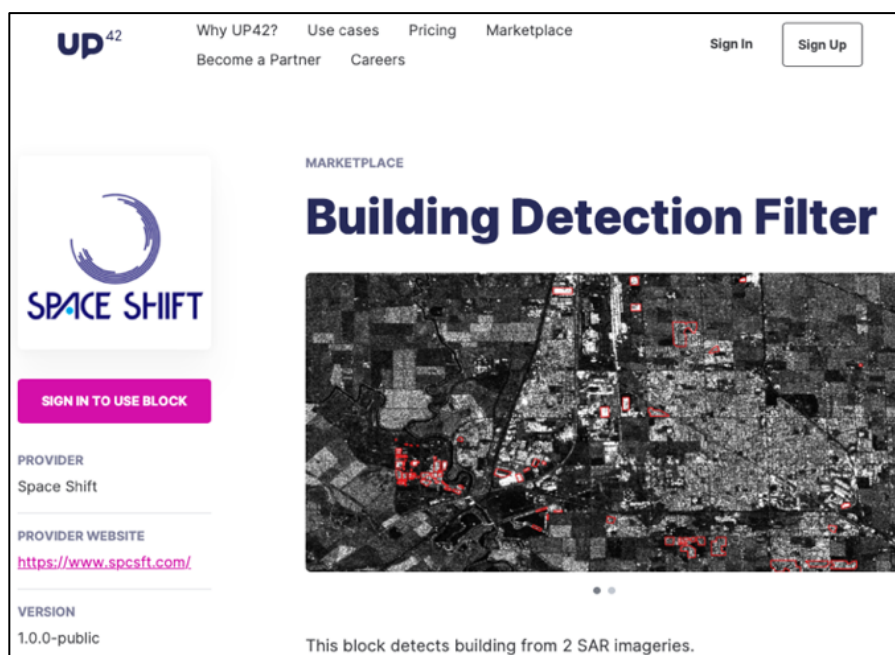 UP42
Why UP42? Use cases Pricing Marketplace
Become a Partner Careers
Sign In
Sign Up
SPACE SHIFT
SIGN IN TO USE BLOCK
PROVIDER
Space Shift
PROVIDER WEBSITE
https://www.spcsft.com/
VERSION
1.0.0-public
MARKETPLACE
Building Detection Filter
This block detects building from 2 SAR imageries.